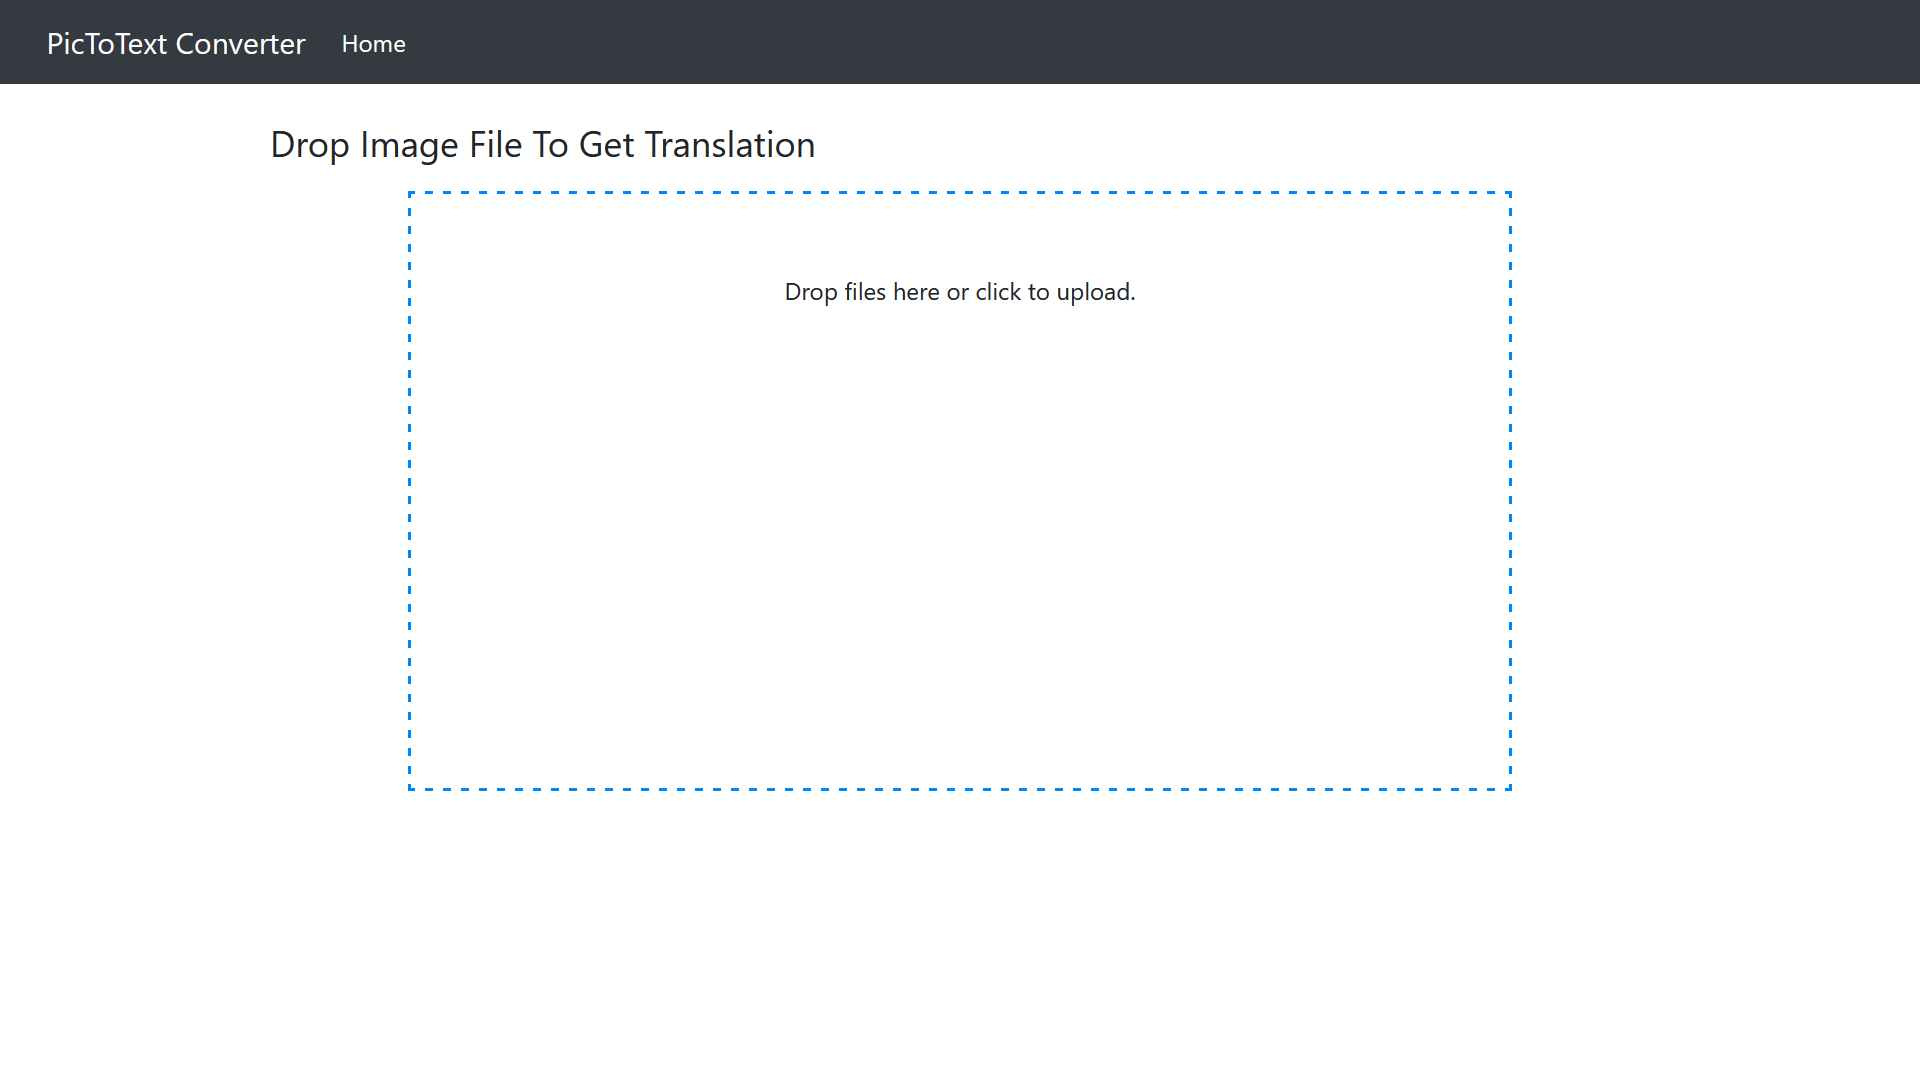 PicToText Converter Home
Drop Image File To Get Translation
Drop files here or click to upload.